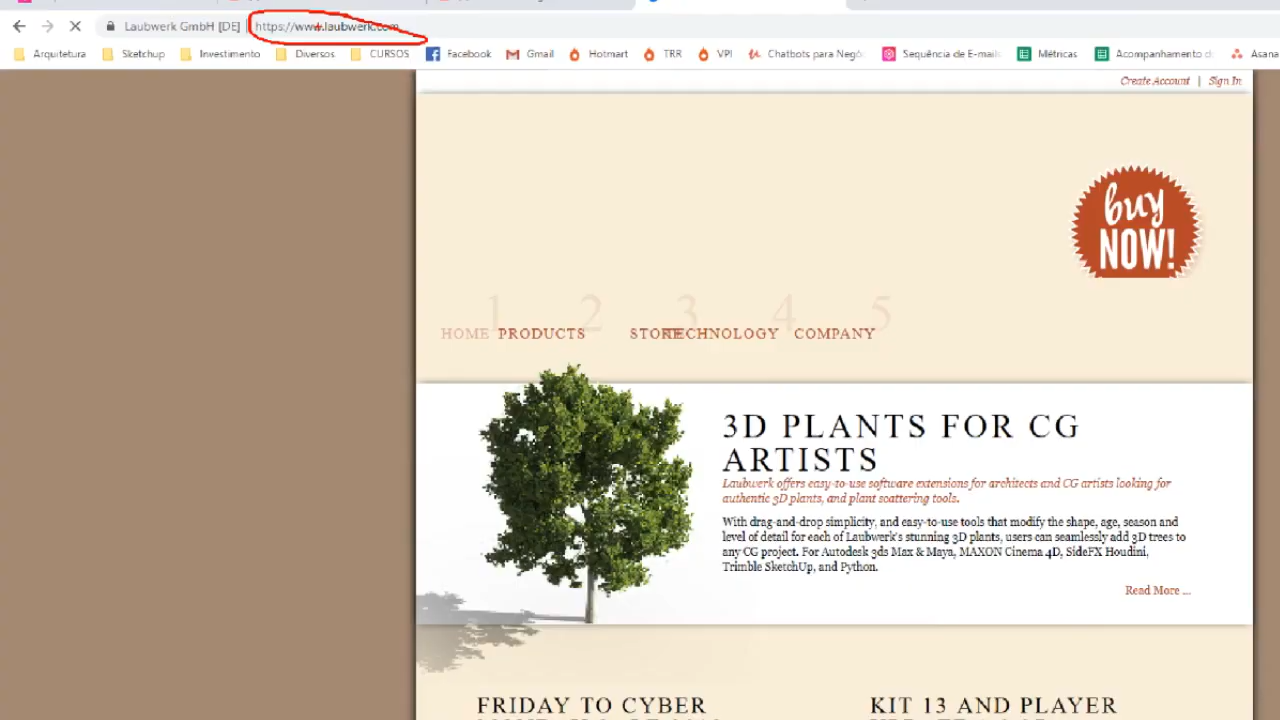 Laubwerk GmbH [DE] | https://www.laubwerk.com
Arquitetura Sketchup Investimento Diversos CURSOS Facebook Gmail Hotmart TRR VPI Chatbots para Negó Sequência de E-mails Métricas Acompanhamento d Asana
Create Account | Sign In
buy
NOW!
1 2 3 4 5
HOME PRODUCTS STORE TECHNOLOGY COMPANY
3D PLANTS FOR CG
ARTISTS
Laubwerk offers easy-to-use software extensions for architects and CG artists looking for
authentic 3D plants, and plant scattering tools.
With drag-and-drop simplicity, and easy-to-use tools that modify the shape, age, season and
level of detail for each of Laubwerk's stunning 3D plants, users can seamlessly add 3D trees to
any CG project. For Autodesk 3ds Max & Maya, MAXON Cinema 4D, SideFX Houdini,
Trimble SketchUp, and Python.
Read More ...
FRIDAY TO CYBER
KIT 13 AND PLAYER